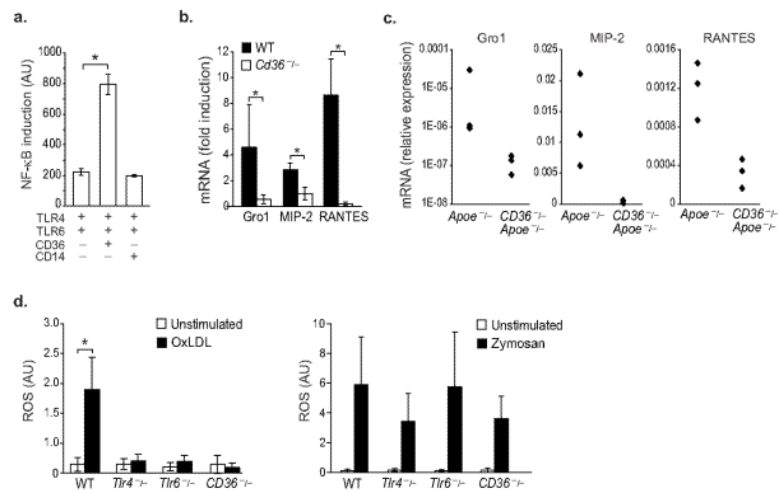 a.
NF-κB induction (AU)
1000
800
600
400
200
0
*
TLR4 + + +
TLR6 + + +
CD36 – + –
CD14 – – +
b.
mRNA (fold induction)
12
10
8
6
4
2
0
WT
Cd36⁻/⁻
* * *
Gro1 MIP-2 RANTES
c.
mRNA (relative expression)
Gro1 MIP-2 RANTES
0.0001
1E-05
1E-06
1E-07
1E-08
0.025
0.02
0.015
0.01
0.005
0
0.0016
0.0012
0.0008
0.0004
0
Apoe⁻/⁻ CD36⁻/⁻ Apoe⁻/⁻ CD36⁻/⁻ Apoe⁻/⁻ CD36⁻/⁻
Apoe⁻/⁻ Apoe⁻/⁻ Apoe⁻/⁻
d.
ROS (AU)
3.0
2.0
1.5
1.0
0.5
0
Unstimulated
OxLDL
*
WT Tlr4⁻/⁻ Tlr6⁻/⁻ CD36⁻/⁻
ROS (AU)
10
8
6
4
2
0
Unstimulated
Zymosan
WT Tlr4⁻/⁻ Tlr6⁻/⁻ CD36⁻/⁻